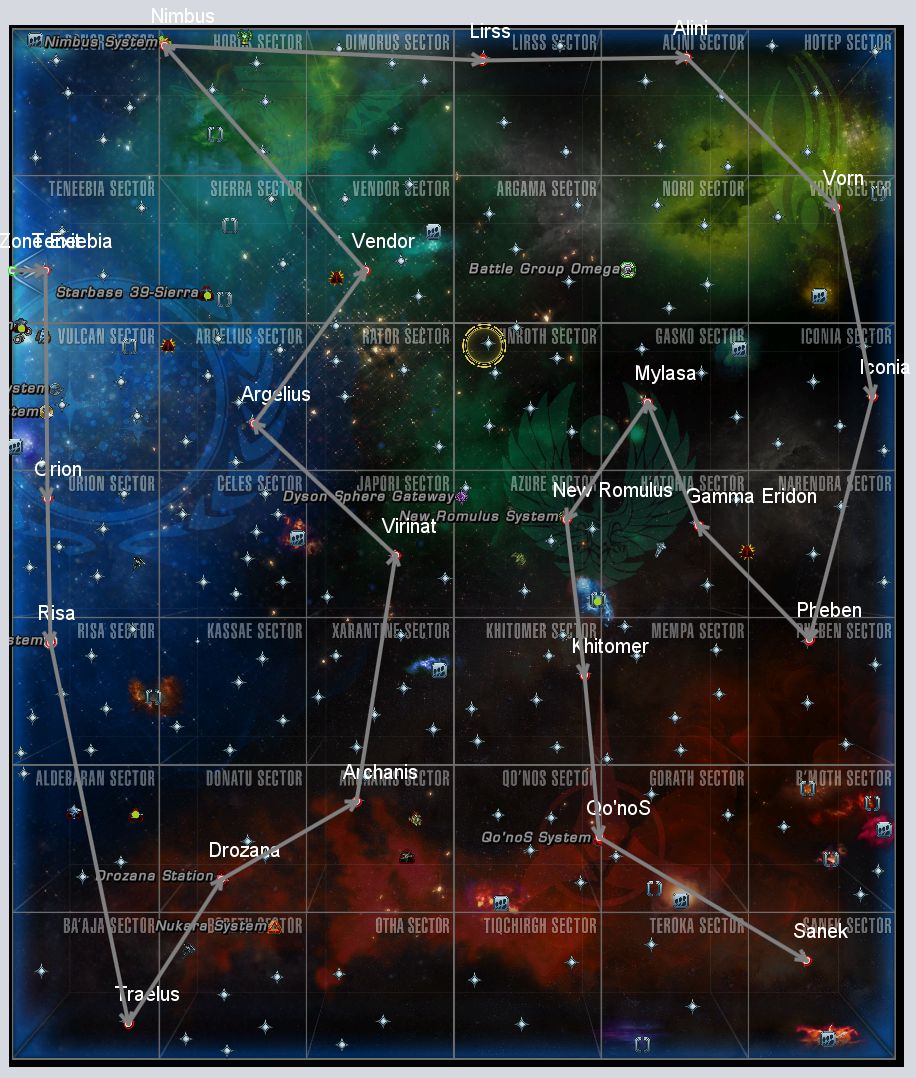 Nimbus
Lirss
Alini
Nimbus System
SECTOR
DIMORUS SECTOR
LIRSS SECTOR
ALINI SECTOR
HOTEP SECTOR
Vorn
TENEEBIA SECTOR
SIERRA SECTOR
VENDOR SECTOR
ARGAMA SECTOR
NORO SECTOR
SECTOR
Vendor
Battle Group Omega
Starbase 39-Sierra
VULCAN SECTOR
ARGELIUS SECTOR
RATOR SECTOR
SECTOR
GASKO SECTOR
ICONIA SECTOR
Mylasa
Iconia
Argelius
Orion
ORION SECTOR
CELES SECTOR
JAPORI SECTOR
AZURE
NARENDRA SECTOR
New Romulus
Gamma Eridon
Dyson Sphere Gateway
New Romulus System
Virinat
Risa
Pheben
RISA SECTOR
KASSAE SECTOR
XARANTINE SECTOR
KHITOMER SECTOR
MEMPA SECTOR
PHEBEN SECTOR
Khitomer
Archanis
ALDEBARAN SECTOR
DONATU SECTOR
ARCHANIS SECTOR
QO'NOS SECTOR
GORATH SECTOR
B'MOTH SECTOR
Qo'noS
Qo'noS System
Drozana
Drozana Station
BA'AJA SECTOR
Nukara System
SECTOR
OTHA SECTOR
TIQCHIRGH SECTOR
TEROKA SECTOR
SANEK SECTOR
Sanek
Traelus